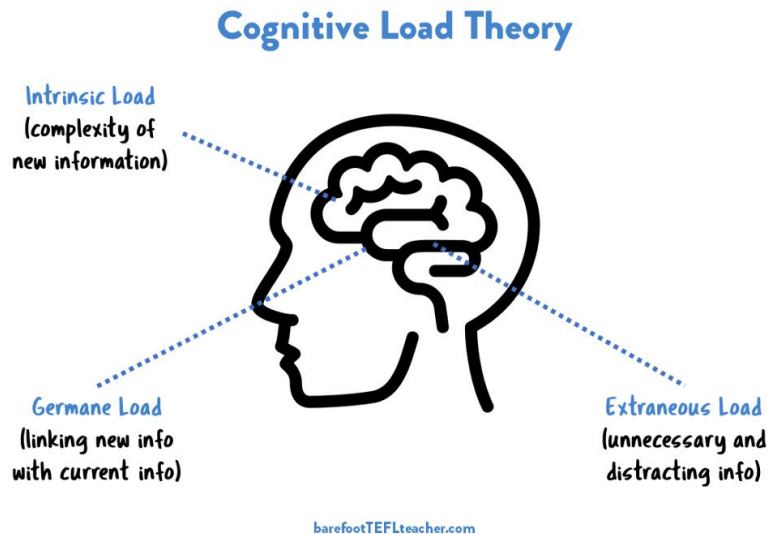 Cognitive Load Theory
Intrinsic Load
(complexity of
new information)
Germane Load
(linking new info
with current info)
Extraneous Load
(unnecessary and
distracting info)
barefootTEFLteacher.com